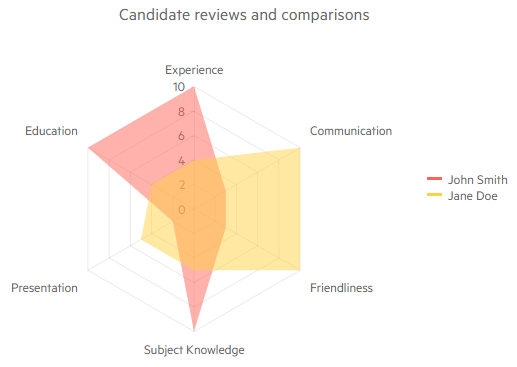 Candidate reviews and comparisons
Experience
10
8
6
4
2
0
Education
Communication
John Smith
Jane Doe
Presentation
Friendliness
Subject Knowledge